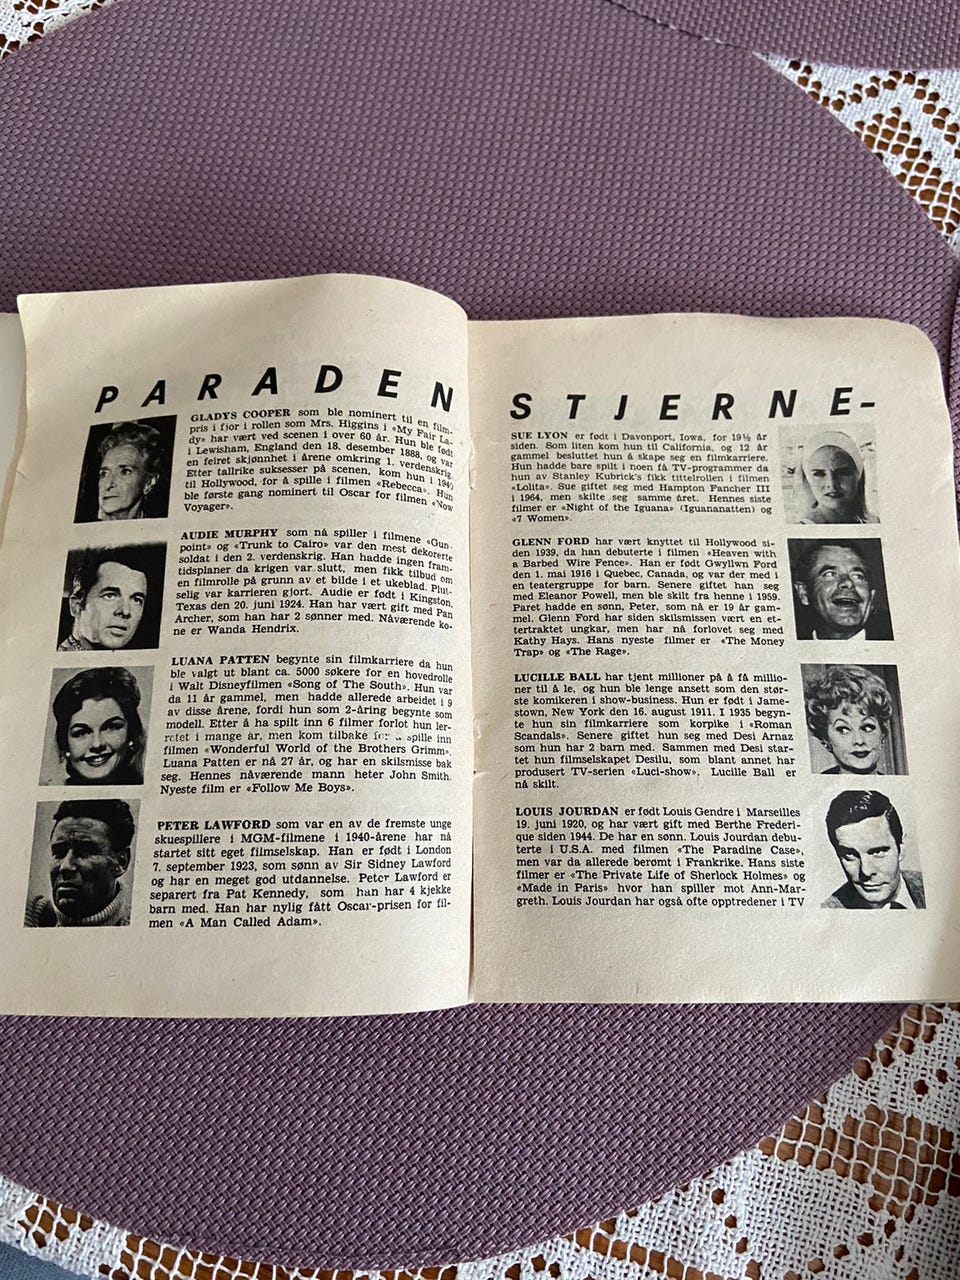 PARADEN
GLADYS COOPER som ble nominert til en film-
pris i fjor i rollen som Mrs. Higgins i «My Fair La-
dy» har vært ved scenen i over 60 år. Hun ble født
i Lewisham, England den 18. desember 1888, og var
en feiret skjønnhet i årene omkring 1. verdenskrig.
Etter tallrike suksesser på scenen, kom hun i
til Hollywood, for å spille i filmen «Rebecca». Hun
ble første gang nominert til Oscar for filmen «Now
Voyager».
AUDIE MURPHY som nå spiller i filmene «Gun-
point» og «Trunk to Cairo» var den mest dekorerte
soldat i den 2. verdenskrig. Han hadde ingen fram-
tidsplaner da krigen var slutt, men fikk tilbud om
en filmrolle på grunn av et bilde i et ukeblad. Plut-
selig var karrieren gjort. Audie er født i Kingston,
Texas den 20. juni 1924. Han har vært gift med Pan
Archer, som han har 2 sønner med. Nåværende ko-
ne er Wanda Hendrix.
LUANA PATTEN begynte sin filmkarriere da hun
ble valgt ut blant ca. 5000 søkere for en hovedrolle
i Walt Disneyfilmen «Song of The South». Hun var
da 11 år gammel, men hadde allerede arbeidet i 9
av disse årene, fordi hun som 2-åring begynte som
modell. Etter å ha spilt inn 6 filmer forlot hun ler-
retet i mange år, men kom tilbake spille inn
filmen «Wonderful World of the Brothers Grimm».
Luana Patten er nå 27 år, og har en skilsmisse bak
seg. Hennes nåværende mann heter John Smith.
Nyeste film er «Follow Me Boys».
PETER LAWFORD som var en av de fremste unge
skuespillere i MGM-filmene i 1940-årene har nå
startet sitt eget filmselskap. Han er født i London
7. september 1923, som sønn av Sir Sidney Lawford
og har en meget god utdannelse. Peter Lawford er
separert fra Pat Kennedy, som han har 4 kjekke
barn med. Han har nylig fått Oscar-prisen for fil-
men «A Man Called Adam».
STJERNE-
SUE LYON er født i Davenport, Iowa, for 19½ år
siden. Som liten kom hun til California, og 12 år
gammel besluttet hun å skape seg en filmkarriere.
Hun hadde bare spilt i noen få TV-programmer da
hun av Stanley Kubrick's fikk tittelrollen i filmen
«Lolita». Sue giftet seg med Hampton Fancher III
i 1964, men skilte seg samme året. Hennes siste
filmer er «Night of the Iguana» (Iguananatten) og
«7 Women».
GLENN FORD har vært knyttet til Hollywood si-
den 1939, da han debuterte i filmen «Heaven with
a Barbed Wire Fence». Han er født Gwyllwn Ford
den 1. mai 1916 i Quebec, Canada, og var der med i
en teatergruppe for barn. Senere giftet han seg
med Eleanor Powell, men ble skilt fra henne i 1959.
Paret hadde en sønn, Peter, som nå er 19 år gam-
mel. Glenn Ford har siden skilsmissen vært et et-
tertraktet ungkar, men har nå forlovet seg med
Kathy Hays. Hans nyeste filmer er «The Money
Trap» og «The Rage».
LUCILLE BALL har tjent millioner på å få millio-
ner til å le, og hun ble lenge ansett som den stør-
ste komikeren i show-business. Hun er født i Jame-
stown, New York den 16. august 1911. I 1935 begyn-
te hun sin filmkarriere som korpike i «Roman
Scandals». Senere giftet hun seg med Desi Arnaz
som hun har 2 barn med. Sammen med Desi star-
tet hun filmselskapet Desilu, som blant annet har
produsert TV-serien «Luci-show». Lucille Ball er
nå skilt.
LOUIS JOURDAN er født Louis Gendre i Marseilles
19. juni 1920, og har vært gift med Berthe Frederi-
que siden 1944. De har en sønn. Louis Jourdan debu-
terte i U.S.A. med filmen «The Paradine Case»,
men var da allerede berømt i Frankrike. Hans siste
filmer er «The Private Life of Sherlock Holmes» og
«Made in Paris» hvor han spiller mot Ann-Mar-
greth. Louis Jourdan har også ofte opptredener i TV